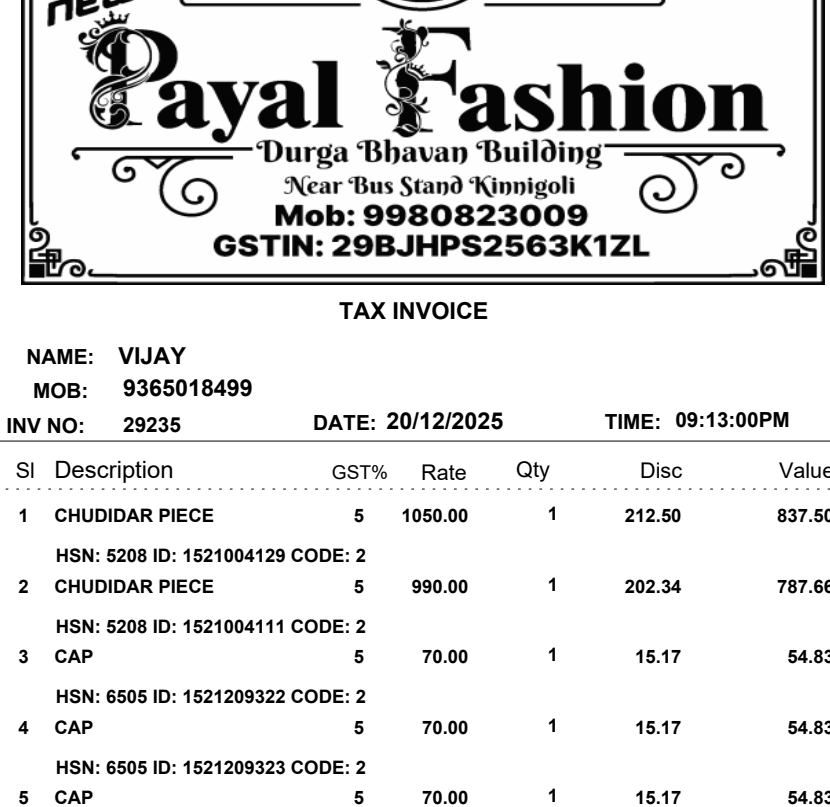 new
Payal Fashion
Durga Bhavan Building
Near Bus Stand Kinnigoli
Mob: 9980823009
GSTIN: 29BJHPS2563K1ZL
TAX INVOICE
NAME: VIJAY
MOB: 9365018499
INV NO: 29235 DATE: 20/12/2025 TIME: 09:13:00PM
Sl Description GST% Rate Qty Disc Value
1 CHUDIDAR PIECE 5 1050.00 1 212.50 837.50
HSN: 5208 ID: 1521004129 CODE: 2
2 CHUDIDAR PIECE 5 990.00 1 202.34 787.66
HSN: 5208 ID: 1521004111 CODE: 2
3 CAP 5 70.00 1 15.17 54.83
HSN: 6505 ID: 1521209322 CODE: 2
4 CAP 5 70.00 1 15.17 54.83
HSN: 6505 ID: 1521209323 CODE: 2
5 CAP 5 70.00 1 15.17 54.83